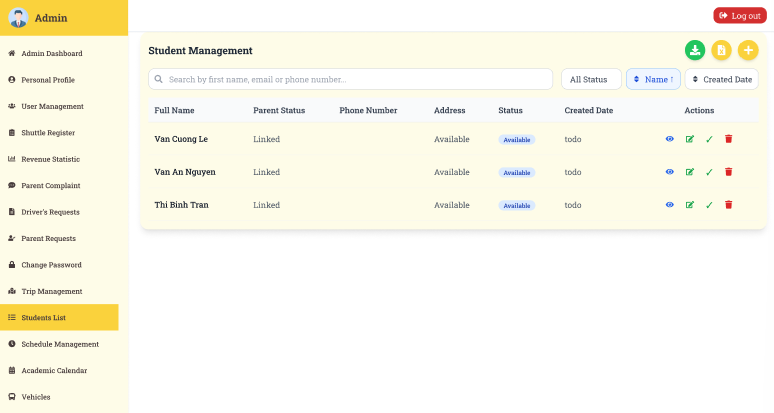 Admin
Log out
Admin Dashboard
Personal Profile
User Management
Shuttle Register
Revenue Statistic
Parent Complaint
Driver's Requests
Parent Requests
Change Password
Trip Management
Students List
Schedule Management
Academic Calendar
Vehicles
Student Management
Search by first name, email or phone number...
All Status
Name ↑
Created Date
Full Name Parent Status Phone Number Address Status Created Date Actions
Van Cuong Le Linked Available Available todo
Van An Nguyen Linked Available Available todo
Thi Binh Tran Linked Available Available todo